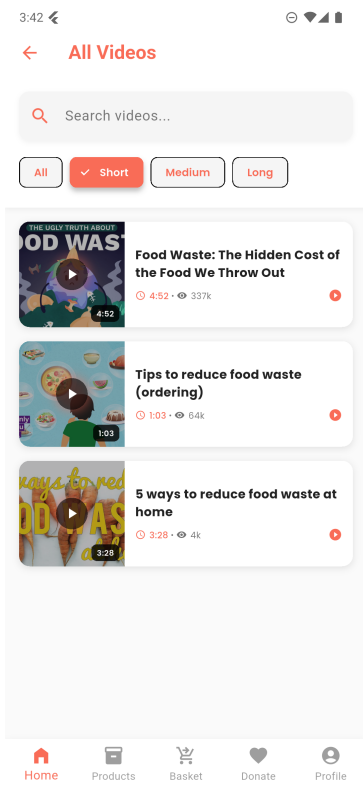 3:42
All Videos
Search videos...
All
Short
Medium
Long
THE UGLY TRUTH ABOUT
OOD WAST
4:52
Food Waste: The Hidden Cost of
the Food We Throw Out
4:52 • 337k
only
1:03
Tips to reduce food waste
(ordering)
1:03 • 64k
ways to red
OD WAS
3:28
5 ways to reduce food waste at
home
3:28 • 4k
Home
Products
Basket
Donate
Profile